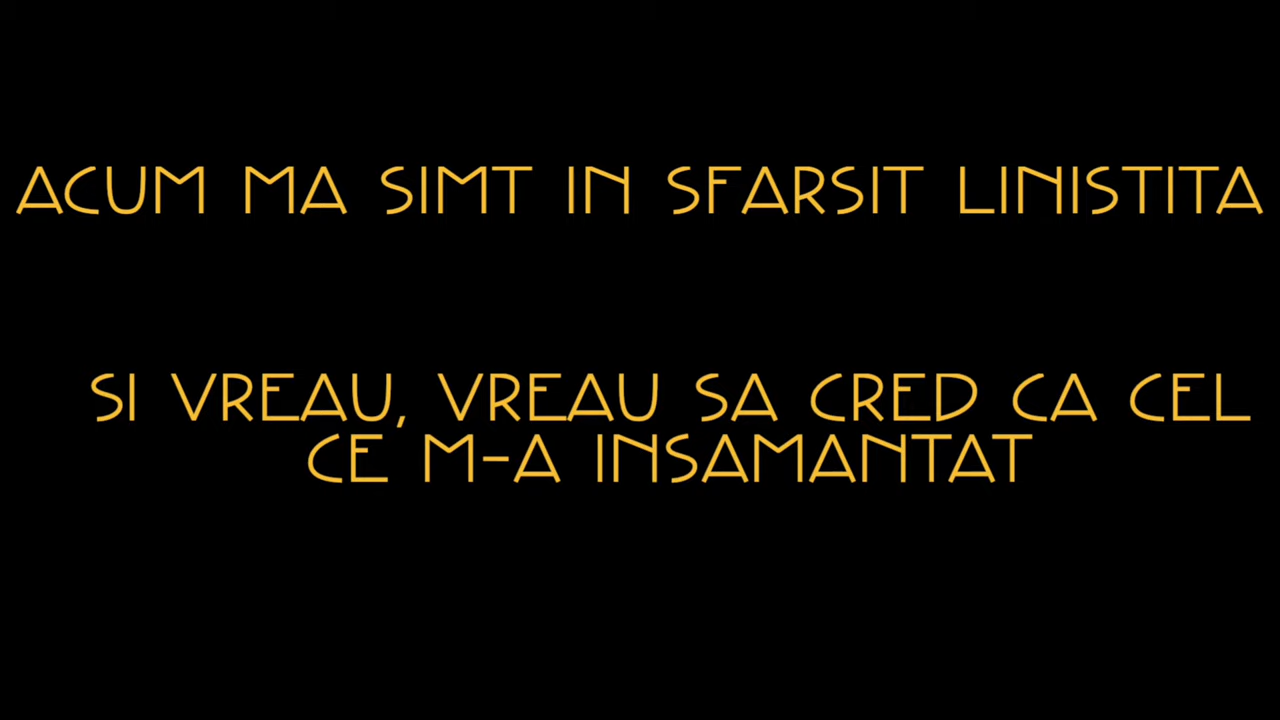 ACUM MA SIMT IN SFARSIT LINISTITA
SI VREAU, VREAU SA CRED CA CEL
CE M-A INSAMANTAT